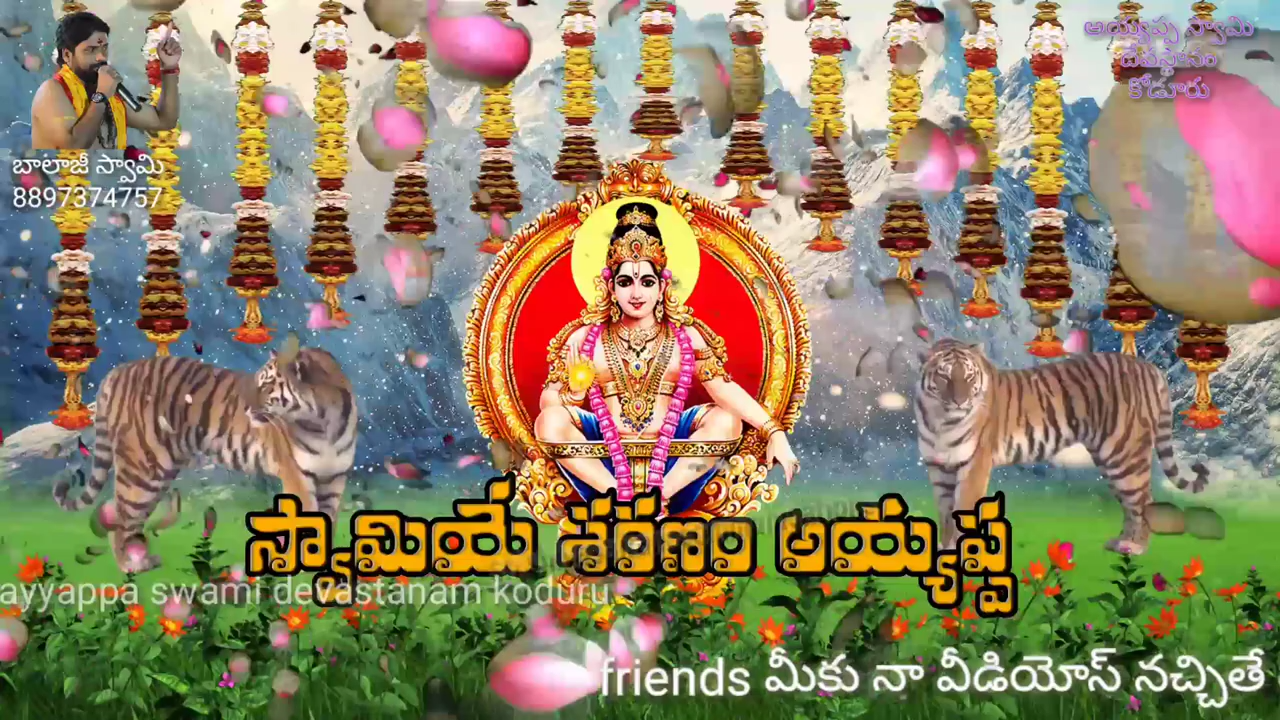 అయ్యప్ప స్వామి
దేవస్థానం
కోడూరు
బాలాజీ స్వామి
8897374757
స్వామియే శరణం అయ్యప్ప
ayyappa swami devastanam koduru
friends మీకు నా వీడియోస్ నచ్చితే